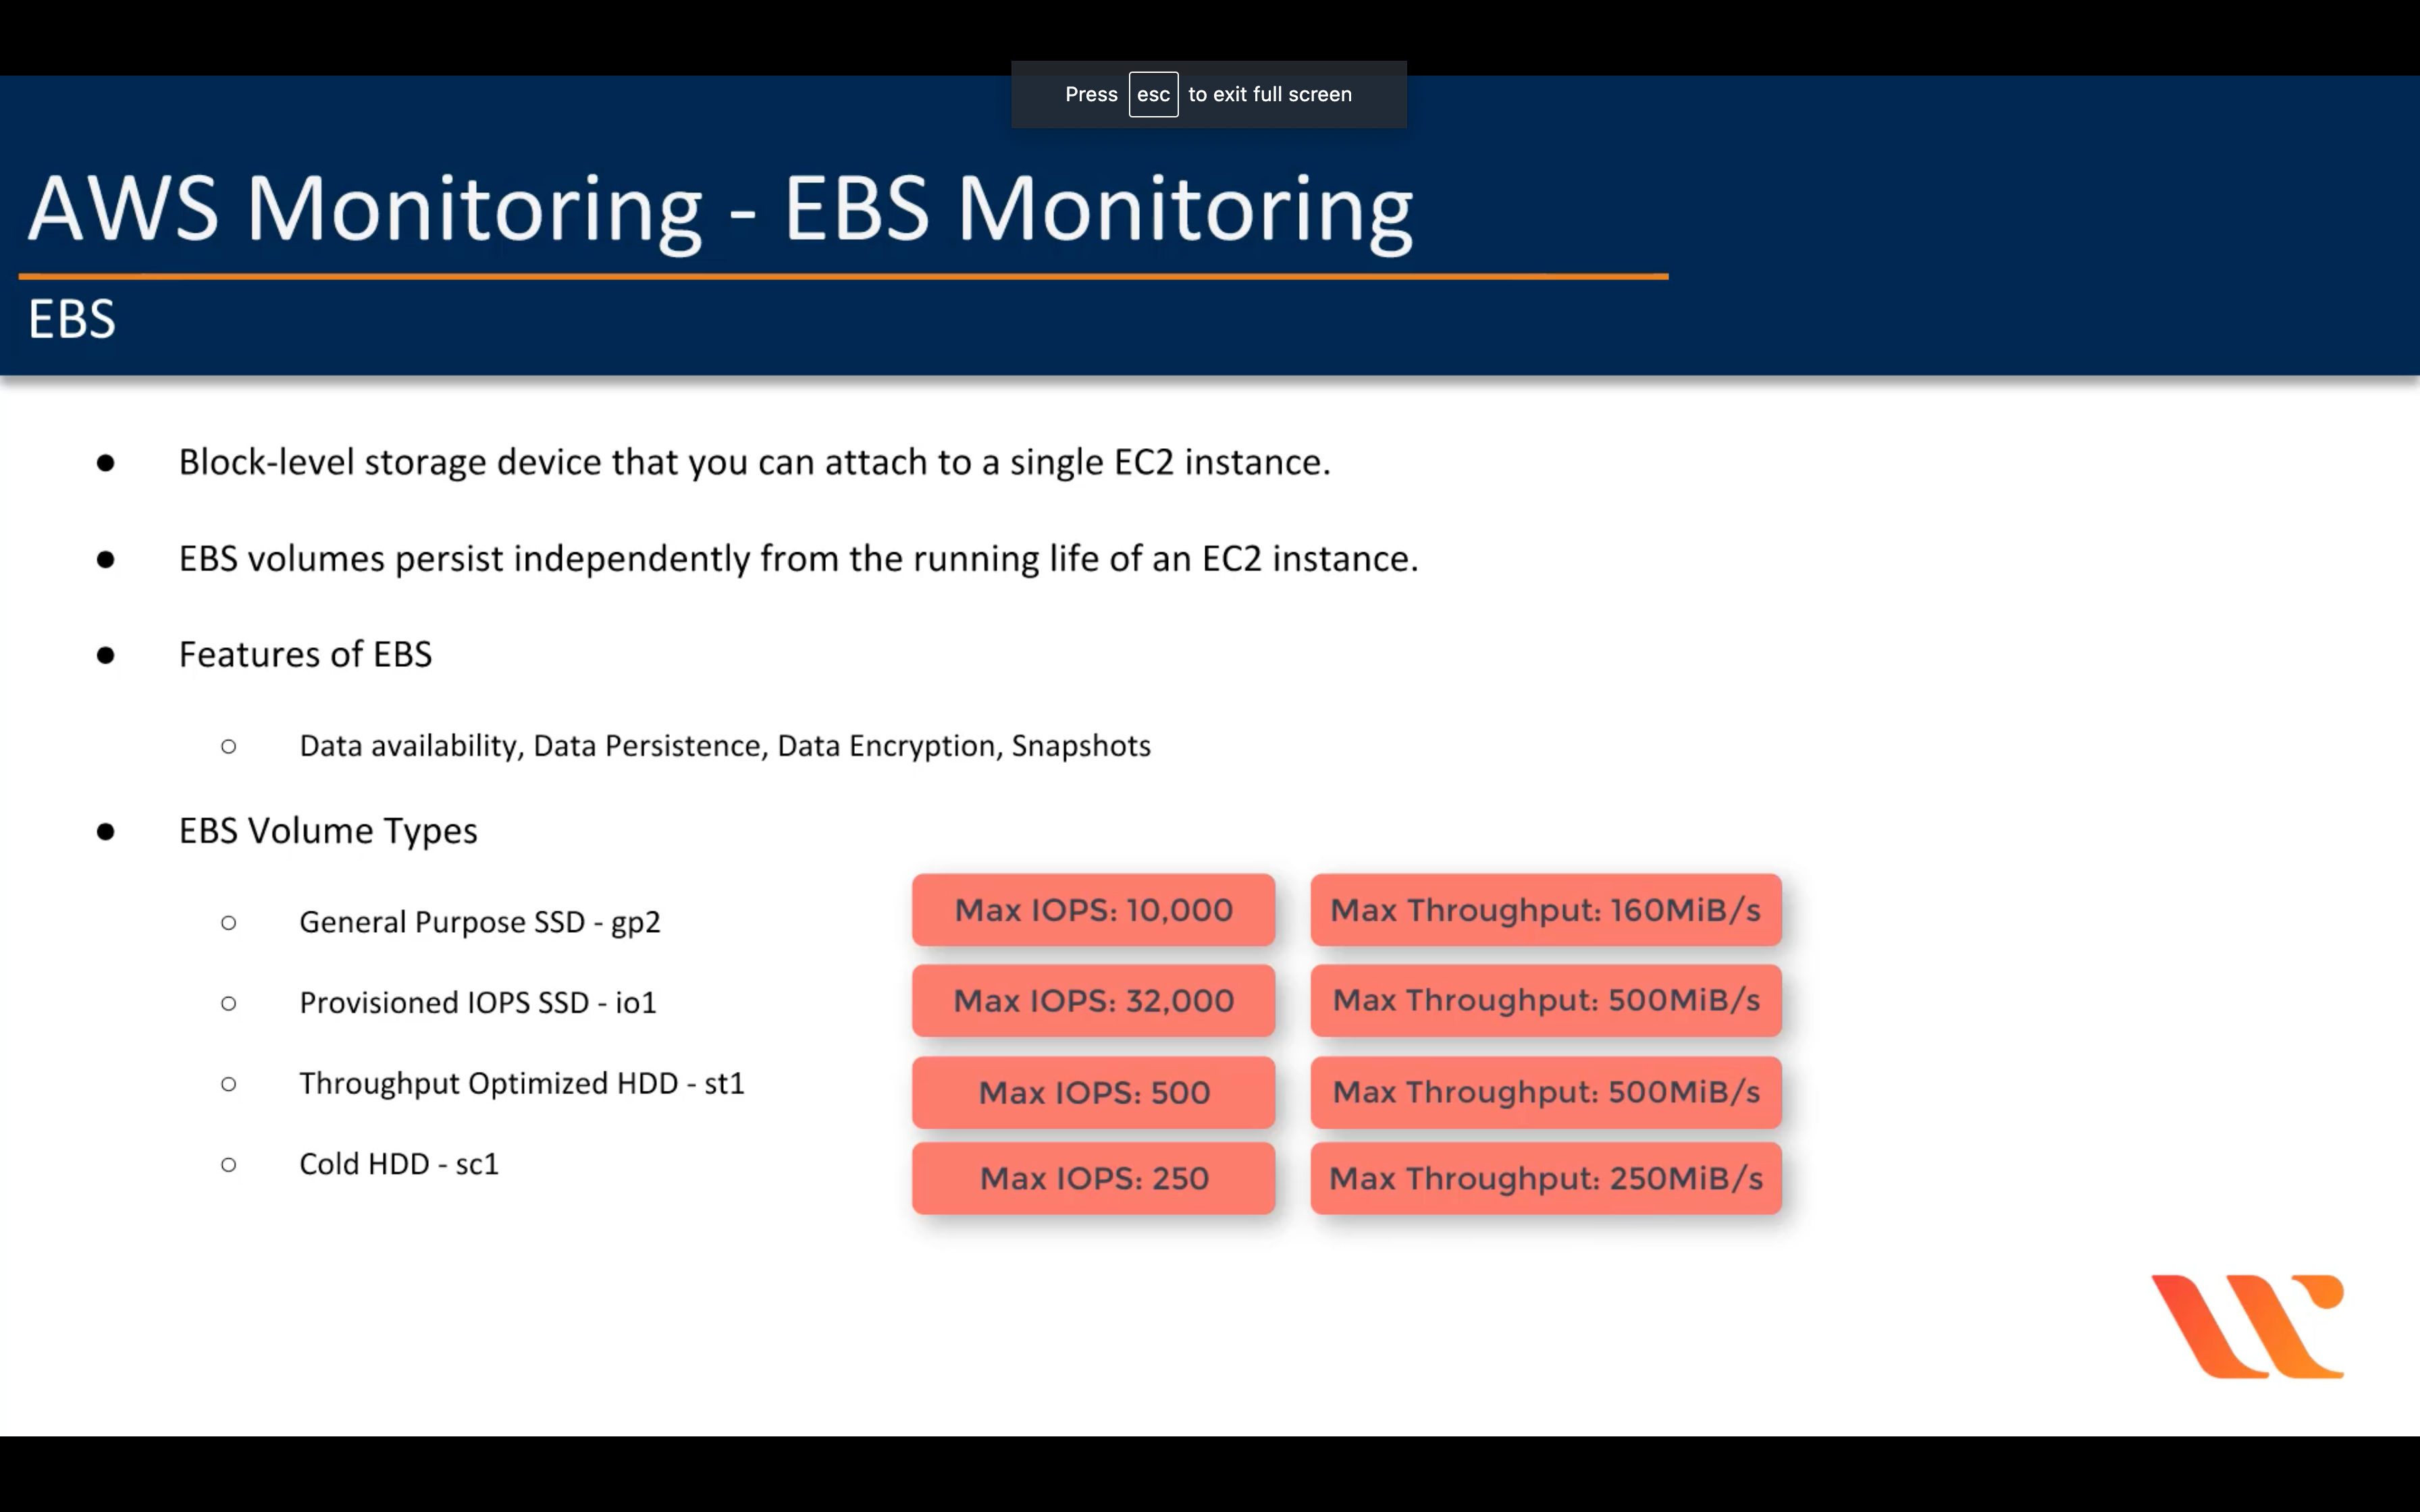 Press esc to exit full screen
AWS Monitoring - EBS Monitoring
EBS
● Block-level storage device that you can attach to a single EC2 instance.
● EBS volumes persist independently from the running life of an EC2 instance.
● Features of EBS
○ Data availability, Data Persistence, Data Encryption, Snapshots
● EBS Volume Types
○ General Purpose SSD - gp2 Max IOPS: 10,000 Max Throughput: 160MiB/s
○ Provisioned IOPS SSD - io1 Max IOPS: 32,000 Max Throughput: 500MiB/s
○ Throughput Optimized HDD - st1 Max IOPS: 500 Max Throughput: 500MiB/s
○ Cold HDD - sc1 Max IOPS: 250 Max Throughput: 250MiB/s